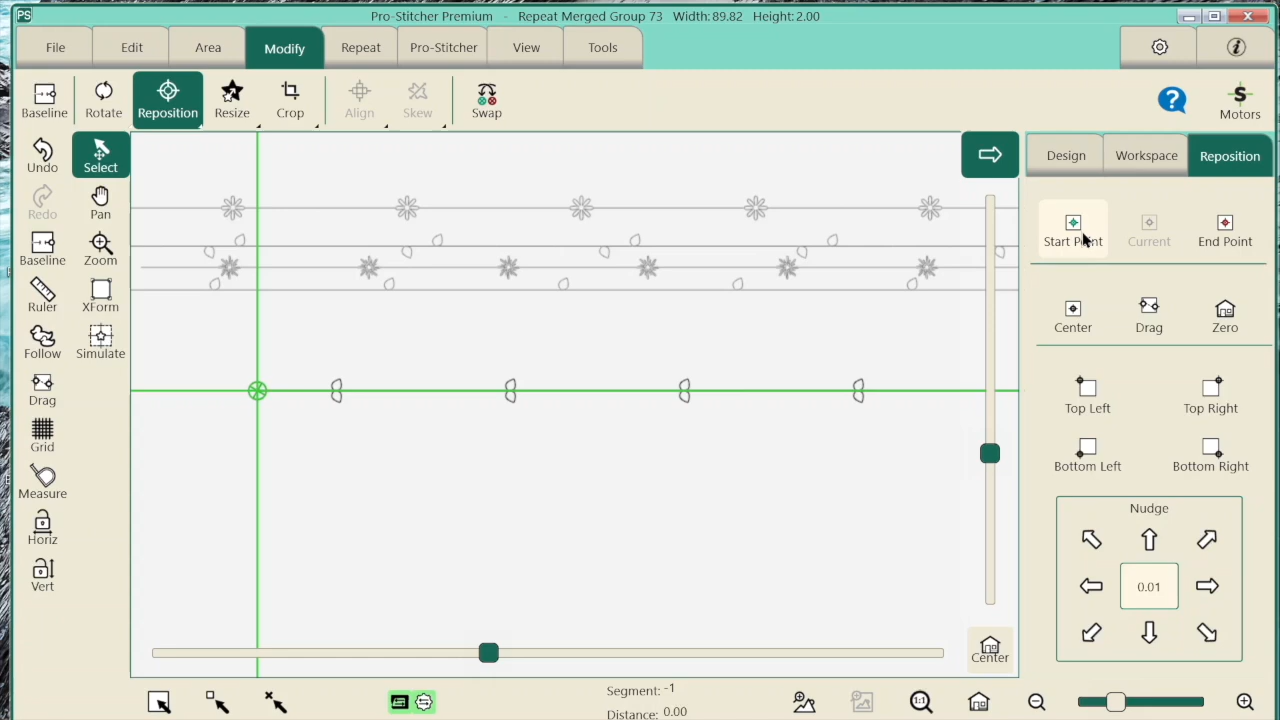 PS Pro-Stitcher Premium - Repeat Merged Group 73 Width:89.82 Height:2.00
File Edit Area Modify Repeat Pro-Stitcher View Tools
Baseline Rotate Reposition Resize Crop Align Skew Swap ? S Motors
Undo Select
Redo Pan
Baseline Zoom
Ruler XForm
Follow Simulate
Drag
Grid
Measure
Horiz
Vert
Design Workspace Reposition
Start Point Current End Point
Center Drag Zero
Top Left Top Right
Bottom Left Bottom Right
Nudge
0.01
Center
1:1
Segment: -1
Distance: 0.00